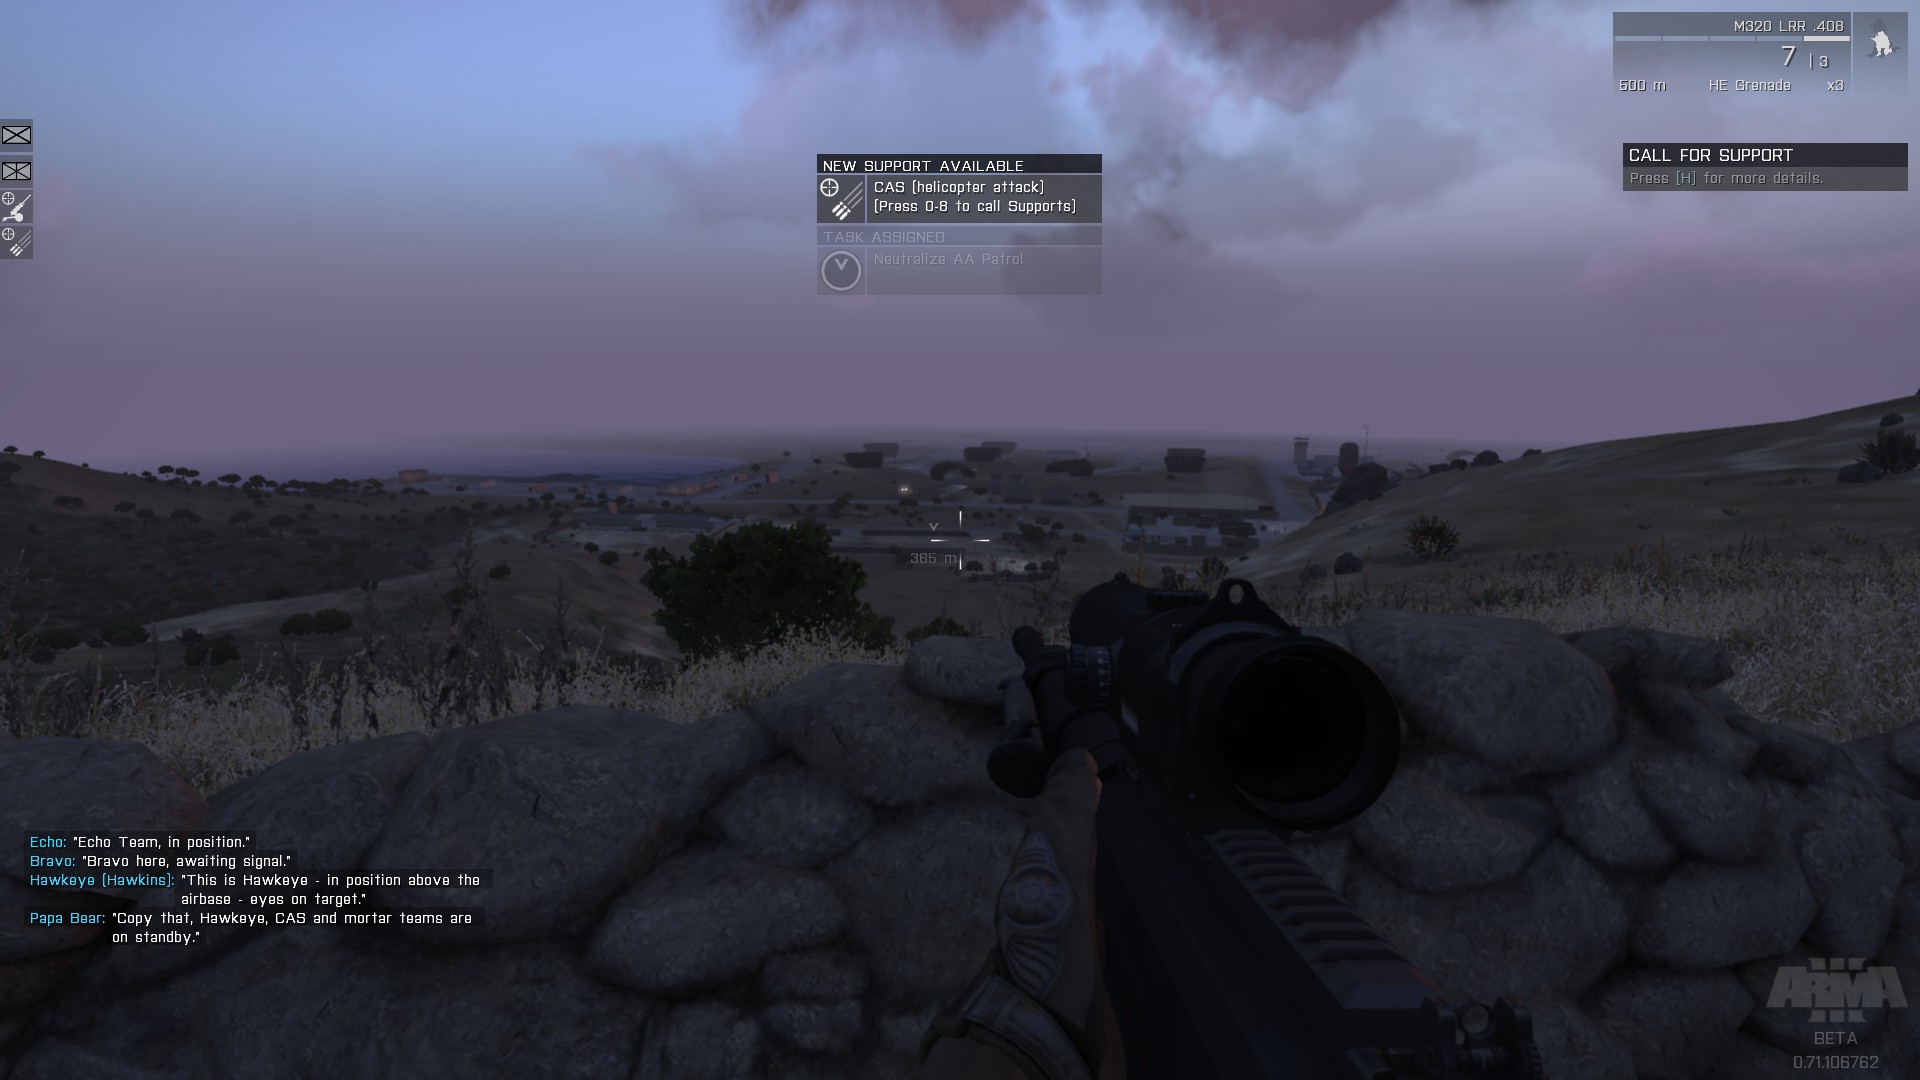 M320 LRR .408
7 | 3
500 m HE Grenade x3
CALL FOR SUPPORT
Press [H] for more details.
NEW SUPPORT AVAILABLE
CAS (helicopter attack)
(Press 0-8 to call Supports)
TASK ASSIGNED
Neutralize AA Patrol
365 m
Echo: "Echo Team, in position."
Bravo: "Bravo here, awaiting signal."
Hawkeye (Hawkins): "This is Hawkeye - in position above the
airbase - eyes on target."
Papa Bear: "Copy that, Hawkeye, CAS and mortar teams are
on standby."
ARMA
III
BETA
0.71.106762